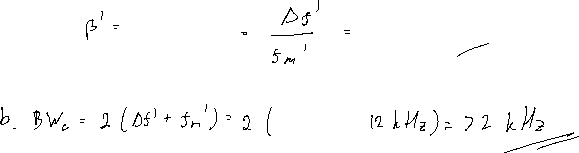 β' = = Δf' / fm' =
b. BWc = 2 (Δf' + fm') = 2 ( 12 kHz) = 72 kHz